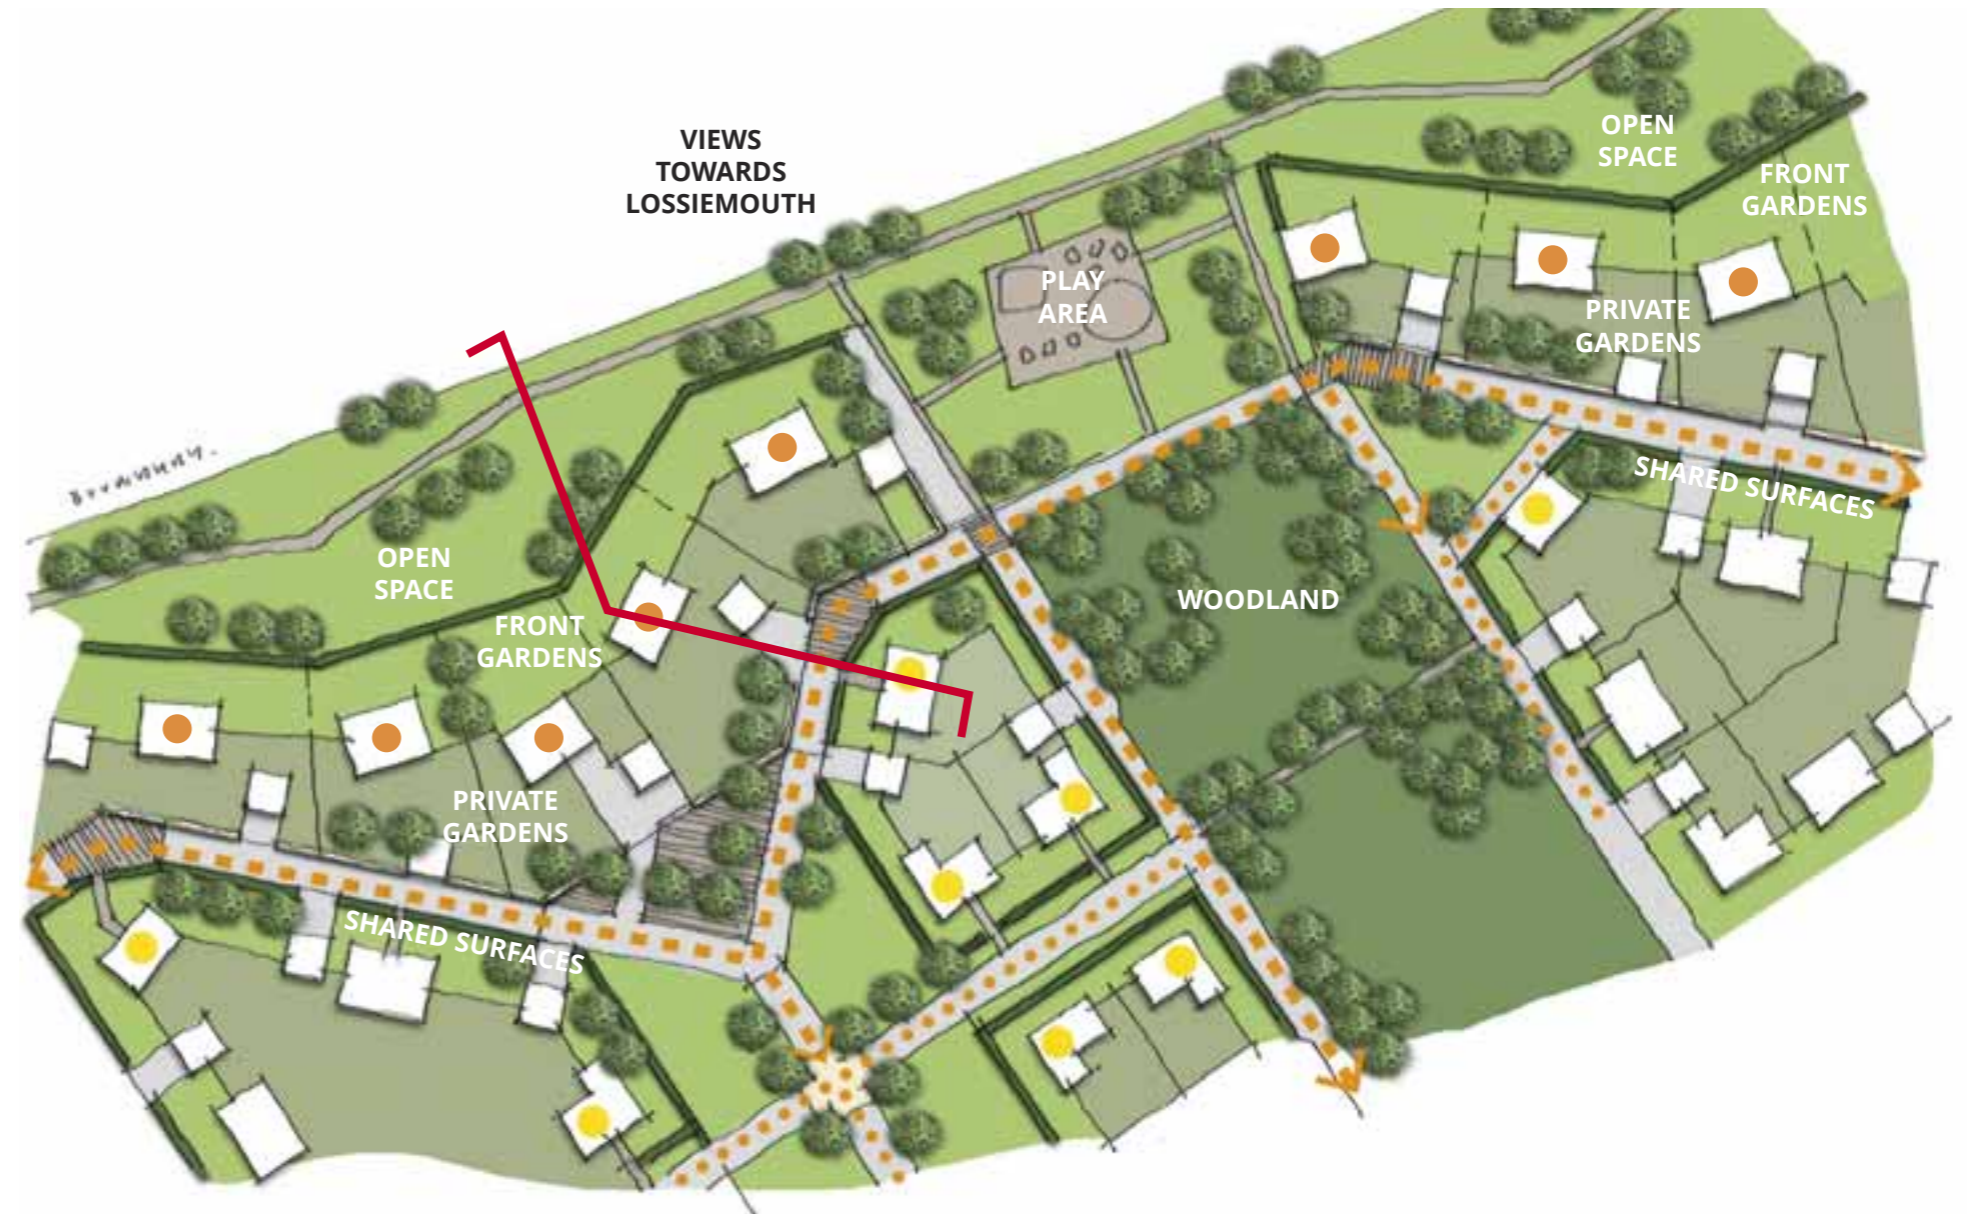 VIEWS
TOWARDS
LOSSIEMOUTH
OPEN
SPACE
FRONT
GARDENS
PLAY
AREA
PRIVATE
GARDENS
SHARED SURFACES
OPEN
SPACE
WOODLAND
FRONT
GARDENS
PRIVATE
GARDENS
SHARED SURFACES